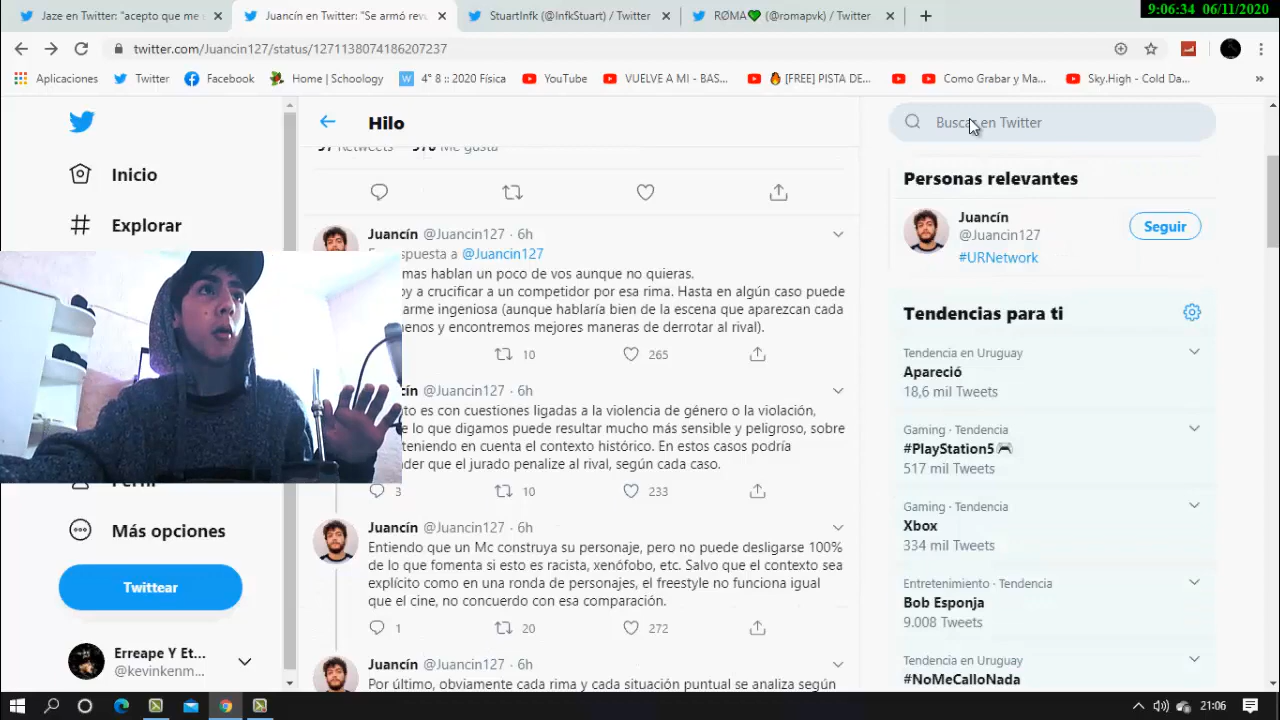 9:06:34 06/11/2020
Jaze en Twitter: "acepto que me s
Juancín en Twitter: "Se armó revu
StuartInfk (@InfkStuart) / Twitter
RØMA💚 (@romapvk) / Twitter
twitter.com/Juancin127/status/1271138074186207237
Aplicaciones
Twitter
Facebook
Home | Schoology
4° 8 :: 2020 Física
YouTube
VUELVE A MI - BAS...
🔥 [FREE] PISTA DE...
Como Grabar y Ma...
Sky.High - Cold Da...
Inicio
Explorar
Más opciones
Twittear
Erreape Y Et...
@kevinkenm...
Hilo
Retweets Me gusta
Juancín @Juancin127 · 6h
spuesta a @Juancin127
mas hablan un poco de vos aunque no quieras.
oy a crucificar a un competidor por esa rima. Hasta en algún caso puede
arme ingeniosa (aunque hablaría bien de la escena que aparezcan cada
enos y encontremos mejores maneras de derrotar al rival).
10 265
cín @Juancin127 · 6h
to es con cuestiones ligadas a la violencia de género o la violación,
e lo que digamos puede resultar mucho más sensible y peligroso, sobre
teniendo en cuenta el contexto histórico. En estos casos podría
nder que el jurado penalize al rival, según cada caso.
3 10 233
Juancín @Juancin127 · 6h
Entiendo que un Mc construya su personaje, pero no puede desligarse 100%
de lo que fomenta si esto es racista, xenófobo, etc. Salvo que el contexto sea
explícito como en una ronda de personajes, el freestyle no funciona igual
que el cine, no concuerdo con esa comparación.
1 20 272
Juancín @Juancin127 · 6h
Por último, obviamente cada rima y cada situación puntual se analiza según
Buscar en Twitter
Personas relevantes
Juancín
@Juancin127
Seguir
#URNetwork
Tendencias para ti
Tendencia en Uruguay
Apareció
18,6 mil Tweets
Gaming · Tendencia
#PlayStation5🎮
517 mil Tweets
Gaming · Tendencia
Xbox
334 mil Tweets
Entretenimiento · Tendencia
Bob Esponja
9.008 Tweets
Tendencia en Uruguay
#NoMeCalloNada
21:06